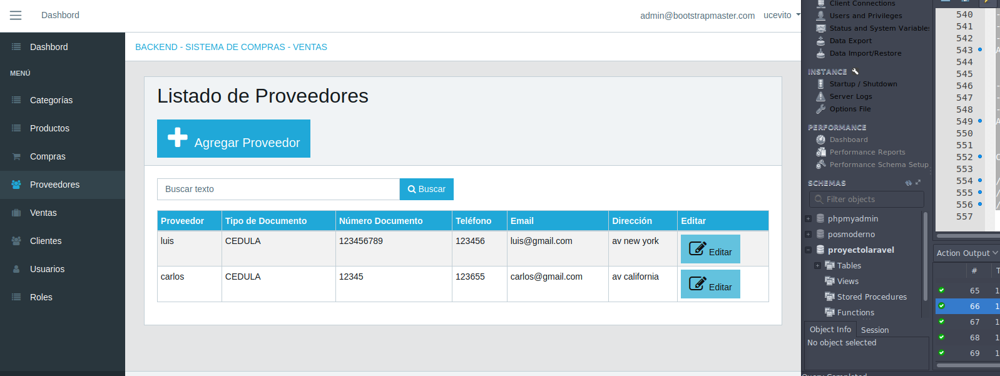 Dashbord
admin@bootstrapmaster.com ucevito
Dashbord
MENÚ
Categorías
Productos
Compras
Proveedores
Ventas
Clientes
Usuarios
Roles
BACKEND - SISTEMA DE COMPRAS - VENTAS
Listado de Proveedores
Agregar Proveedor
Buscar texto
Buscar
Proveedor Tipo de Documento Número Documento Teléfono Email Dirección Editar
luis CEDULA 123456789 123456 luis@gmail.com av new york Editar
carlos CEDULA 12345 123655 carlos@gmail.com av california Editar
Client Connections
Users and Privileges
Status and System Variables
Data Export
Data Import/Restore
INSTANCE
Startup / Shutdown
Server Logs
Options File
PERFORMANCE
Dashboard
Performance Reports
Performance Schema Setup
SCHEMAS
Filter objects
phpmyadmin
posmoderno
proyectolaravel
Tables
Views
Stored Procedures
Functions
Object Info Session
No object selected
Query Completed
540 -
541 -
542 -
543 A
544
545
546 -
547 -
548 -
549 A
550
551
552 C
553
554 /
555 /
556 /
557
Action Output
# T
65 1
66 1
67 1
68 1
69 1